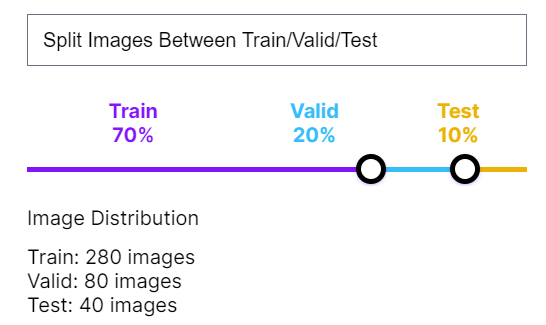 Split Images Between Train/Valid/Test
Train Valid Test
70% 20% 10%
Image Distribution
Train: 280 images
Valid: 80 images
Test: 40 images